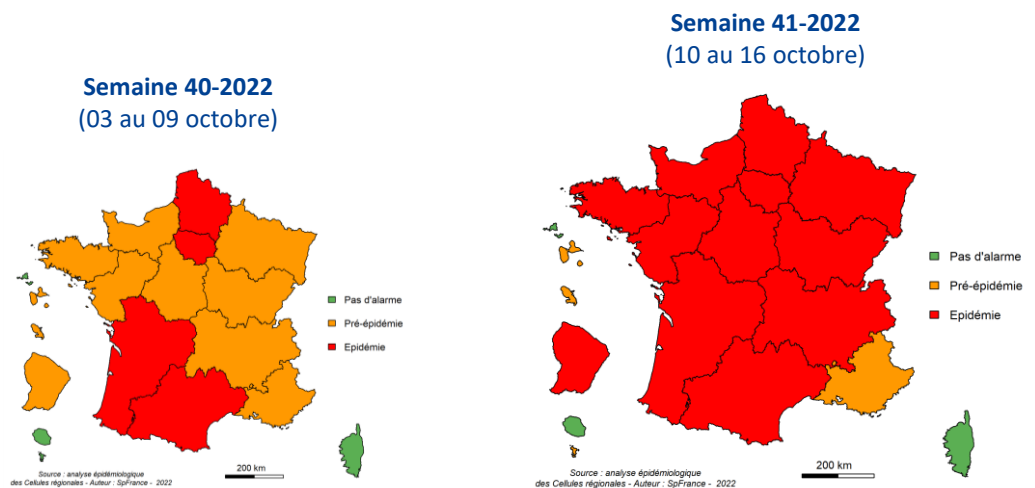 Semaine 40-2022
(03 au 09 octobre)
Pas d'alarme
Pré-épidémie
Epidémie
200 km
Source : analyse épidémiologique
des Cellules régionales - Auteur : SpFrance - 2022
Semaine 41-2022
(10 au 16 octobre)
Pas d'alarme
Pré-épidémie
Epidémie
200 km
Source : analyse épidémiologique
des Cellules régionales - Auteur : SpFrance - 2022